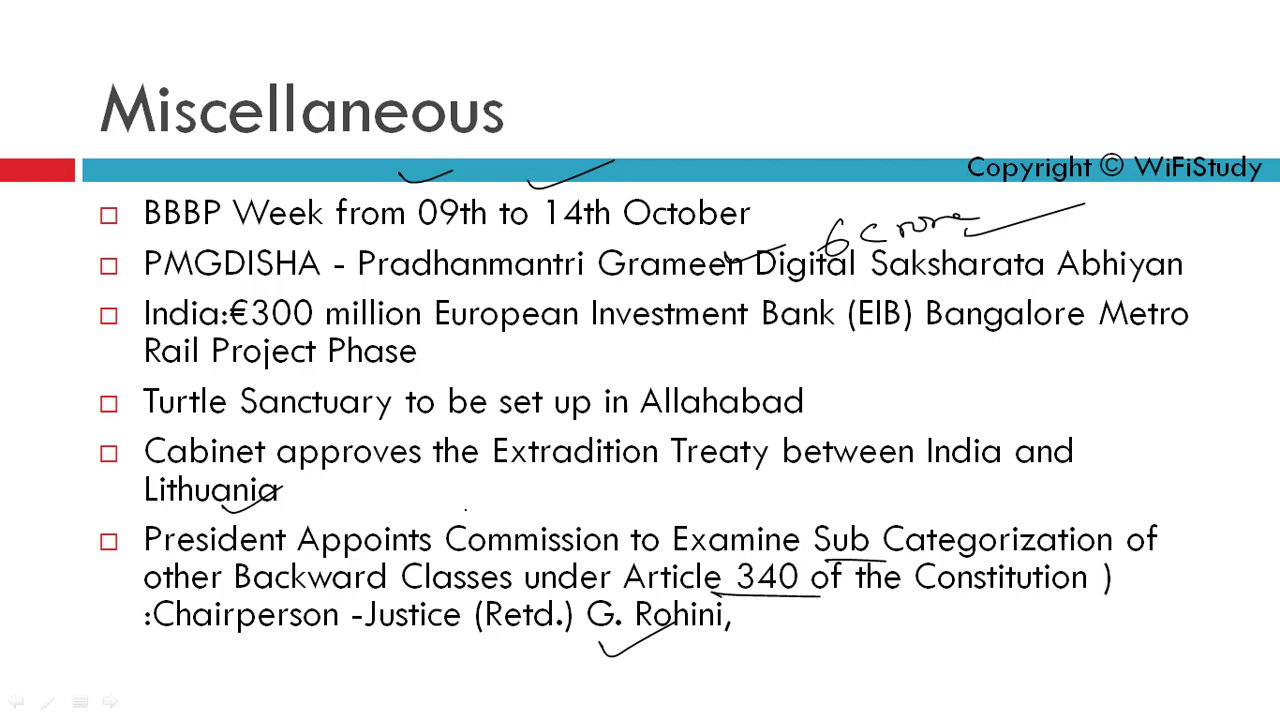 Miscellaneous
Copyright © WiFiStudy
BBBP Week from 09th to 14th October
6 crore
PMGDISHA - Pradhanmantri Grameen Digital Saksharata Abhiyan
India:€300 million European Investment Bank (EIB) Bangalore Metro
Rail Project Phase
Turtle Sanctuary to be set up in Allahabad
Cabinet approves the Extradition Treaty between India and
Lithuania
President Appoints Commission to Examine Sub Categorization of
other Backward Classes under Article 340 of the Constitution )
:Chairperson -Justice (Retd.) G. Rohini,